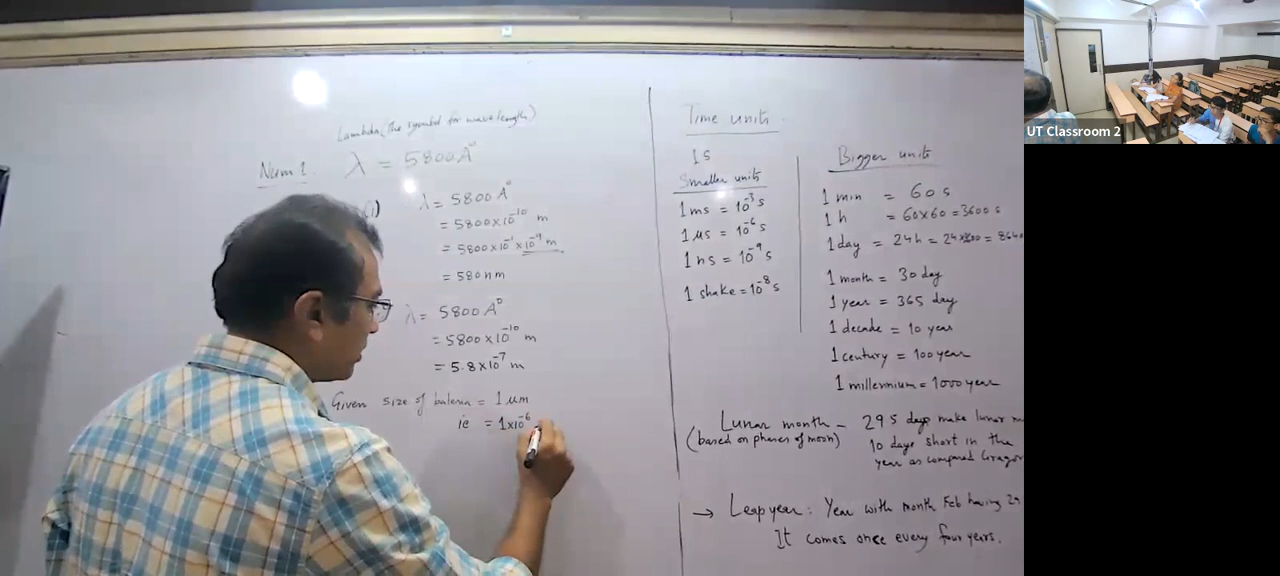 Lambda (the symbol for wavelength)
Num 1. λ = 5800 A°
(i) λ = 5800 A°
= 5800×10⁻¹⁰ m
= 5800×10⁻¹×10⁻⁹ m
= 580 nm
λ = 5800 A°
= 5800×10⁻¹⁰ m
= 5.8×10⁻⁷ m
Given size of = 1 μm
ie = 1×10⁻⁶
Time units
1 s
Smaller units
1 ms = 10⁻³ s
1 μs = 10⁻⁶ s
1 ns = 10⁻⁹ s
1 shake = 10⁻⁸ s
Bigger units
1 min = 60 s
1 h = 60×60 = 3600 s
1 day = 24h = 24× = 8640
1 month = 30 day
1 year = 365 day
1 decade = 10 year
1 century = 100 year
1 millennium = 1000 year
Lunar month – 29.5 days make lunar m
(based on phases of moon) 10 days short in the
year as compared
→ Leap year: Year with month Feb having 29
It comes once every four years.
UT Classroom 2